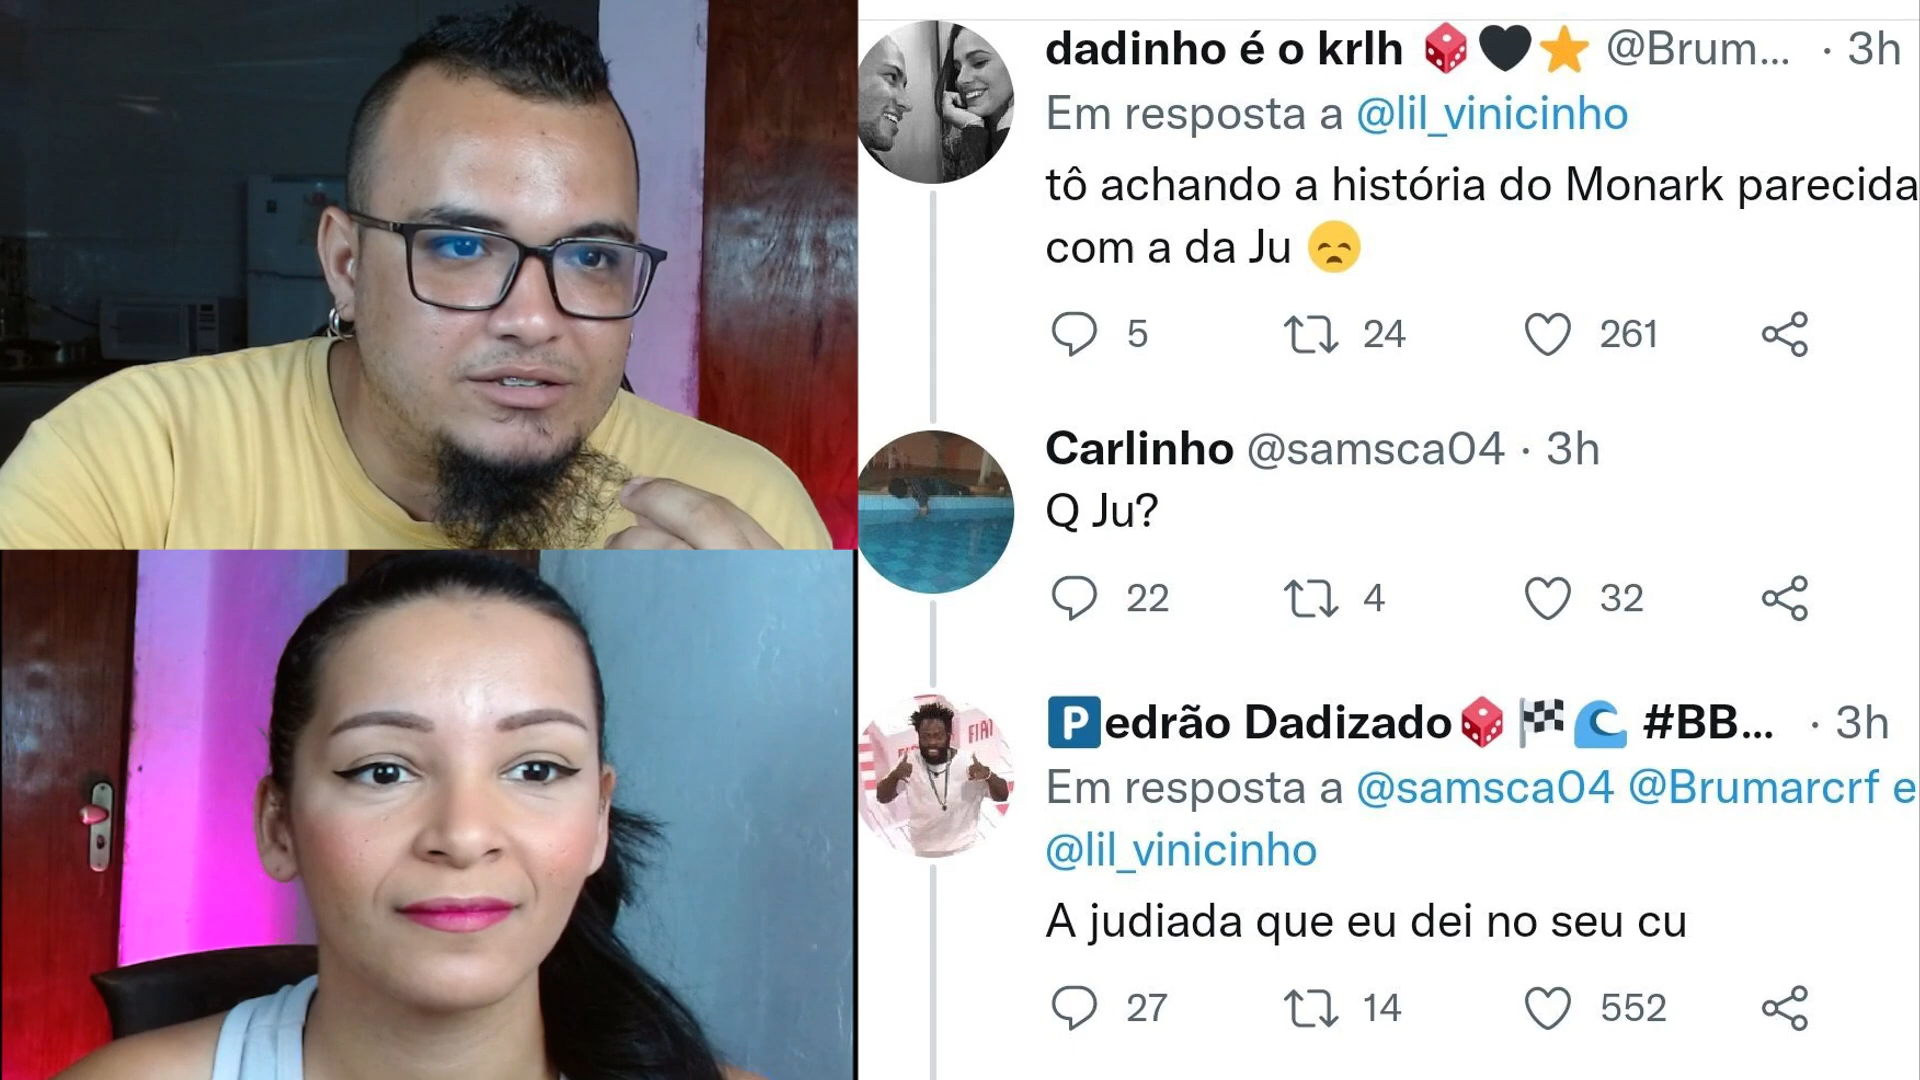 dadinho é o krlh 🎲🖤⭐ @Brum... · 3h
Em resposta a @lil_vinicinho
tô achando a história do Monark parecida
com a da Ju 😞
5 24 261
Carlinho @samsca04 · 3h
Q Ju?
22 4 32
🅿edrão Dadizado🎲🏁🌊 #BB... · 3h
Em resposta a @samsca04 @Brumarcrf e
@lil_vinicinho
FIAT
A judiada que eu dei no seu cu
27 14 552